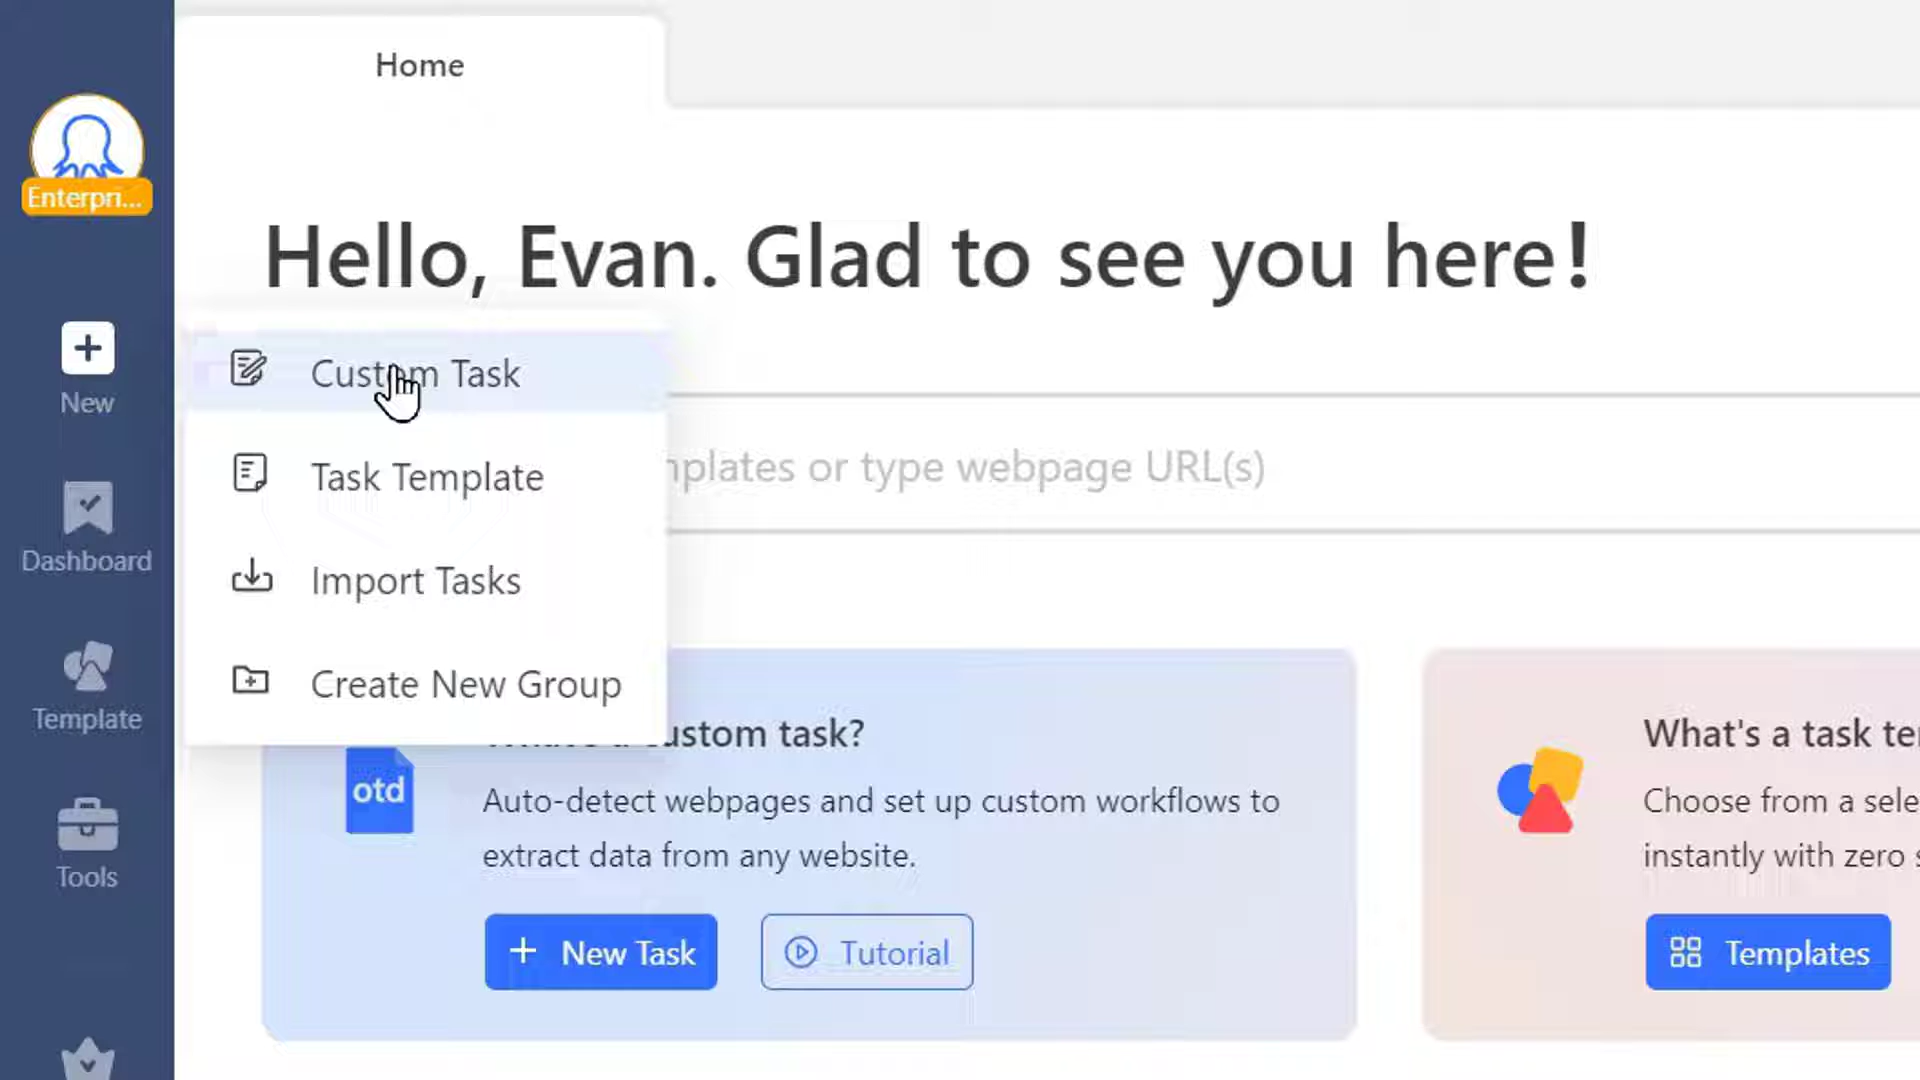 Home
Enterpri...
Hello, Evan. Glad to see you here!
New
Custom Task
Task Template
templates or type webpage URL(s)
Dashboard
Import Tasks
Create New Group
Template
custom task?
otd
Auto-detect webpages and set up custom workflows to
extract data from any website.
+ New Task
Tutorial
What's a task te
Choose from a sele
instantly with zero s
Templates
Tools